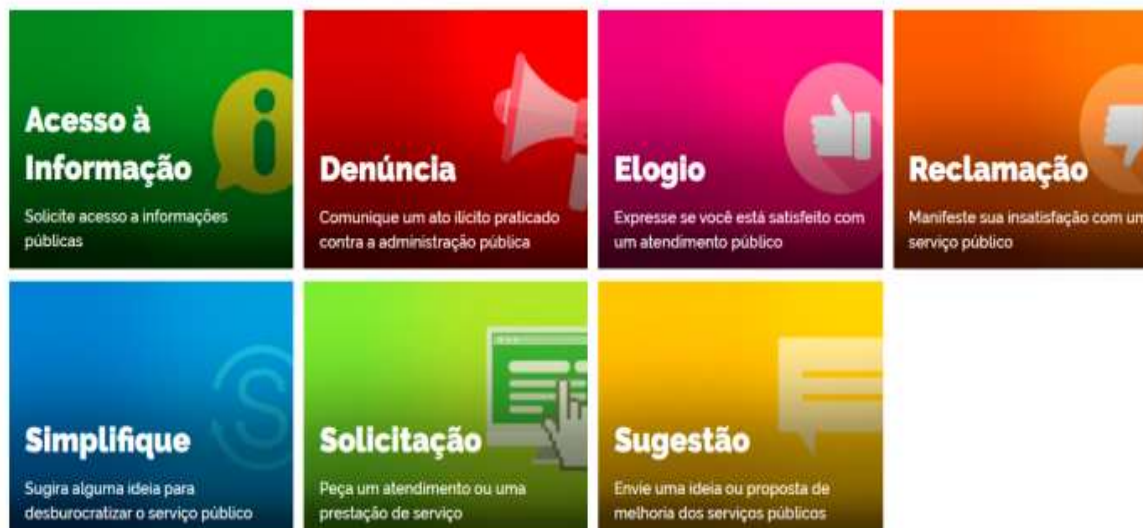 Acesso à
Informação
Solicite acesso a informações
públicas
Denúncia
Comunique um ato ilícito praticado
contra a administração pública
Elogio
Expresse se você está satisfeito com
um atendimento público
Reclamação
Manifeste sua insatisfação com um
serviço público
Simplifique
Sugira alguma ideia para
desburocratizar o serviço público
Solicitação
Peça um atendimento ou uma
prestação de serviço
Sugestão
Envie uma ideia ou proposta de
melhoria dos serviços públicos